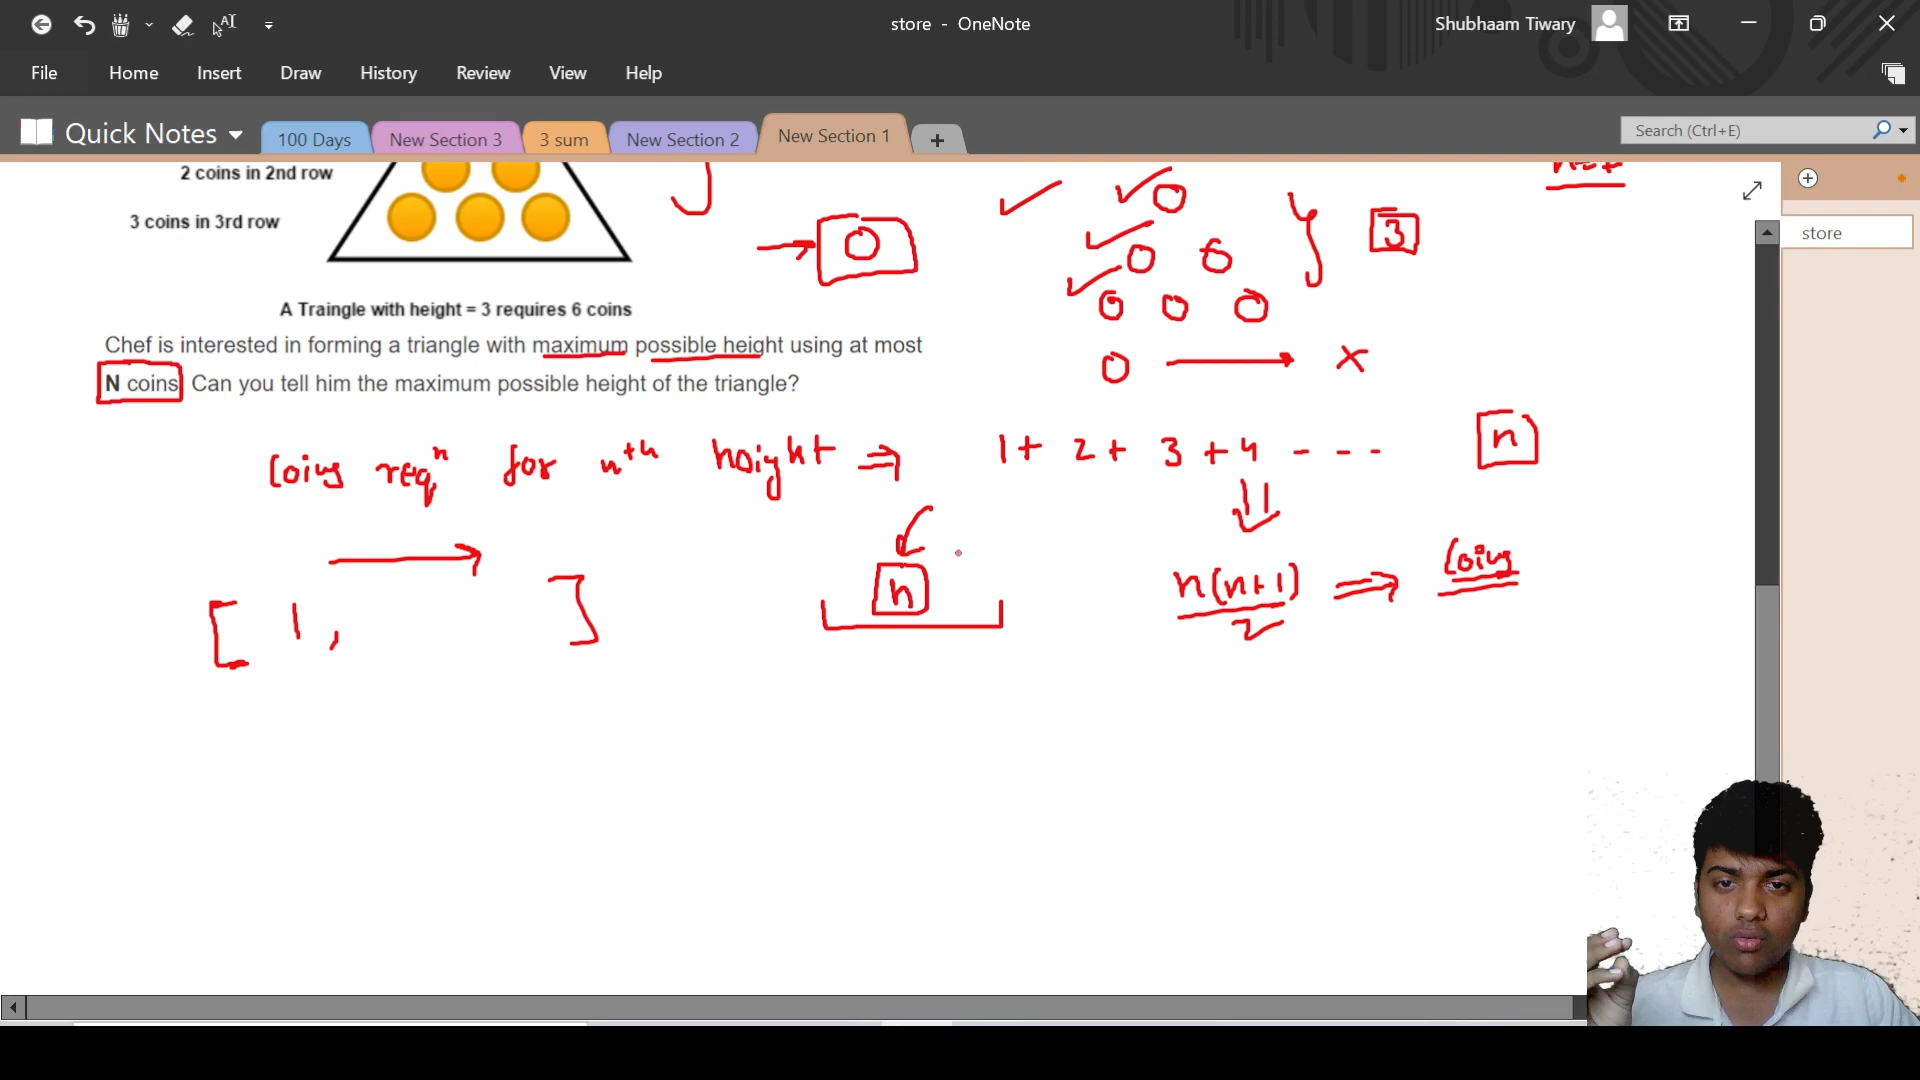 store - OneNote
Shubhaam Tiwary
File Home Insert Draw History Review View Help
Quick Notes
100 Days
New Section 3
3 sum
New Section 2
New Section 1
Search (Ctrl+E)
store
2 coins in 2nd row
3 coins in 3rd row
3
A Traingle with height = 3 requires 6 coins
Chef is interested in forming a triangle with maximum possible height using at most
N coins. Can you tell him the maximum possible height of the triangle?
Coins reqⁿ for nᵗʰ height ⇒ 1 + 2 + 3 + 4 - - - n
n(n+1)/2 ⇒ Coins
[ 1, ]
n